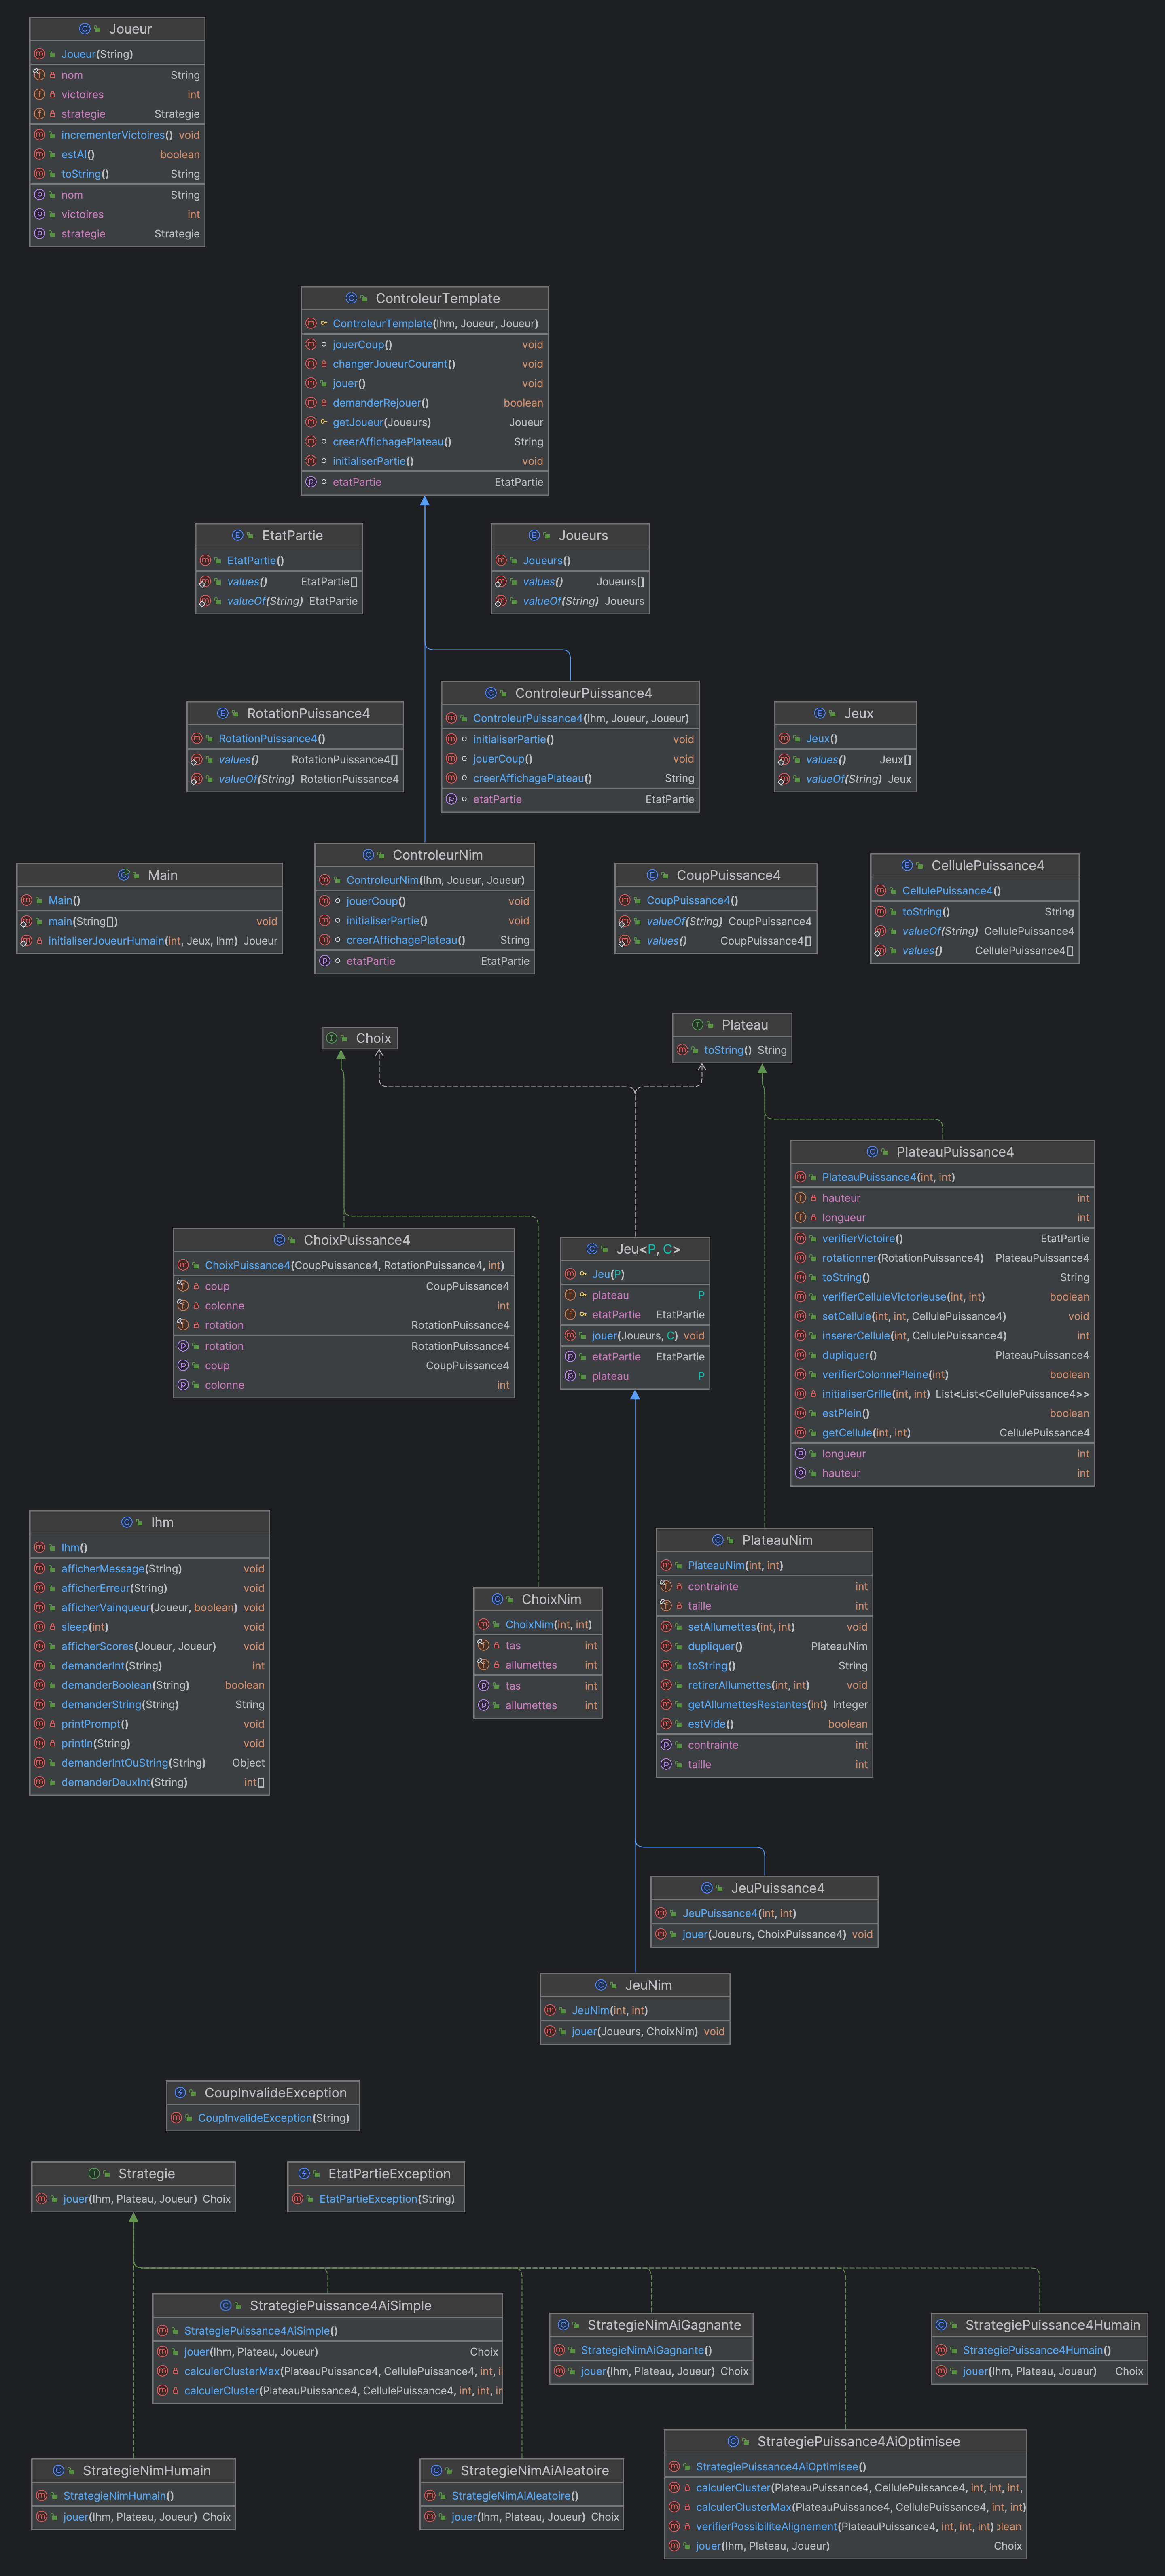 Joueur
Joueur(String)
nom String
victoires int
strategie Strategie
incrementerVictoires() void
estAI() boolean
toString() String
nom String
victoires int
strategie Strategie
ControleurTemplate
ControleurTemplate(Ihm, Joueur, Joueur)
jouerCoup() void
changerJoueurCourant() void
jouer() void
demanderRejouer() boolean
getJoueur(Joueurs) Joueur
creerAffichagePlateau() String
initialiserPartie() void
etatPartie EtatPartie
EtatPartie
EtatPartie()
values() EtatPartie[]
valueOf(String) EtatPartie
Joueurs
Joueurs()
values() Joueurs[]
valueOf(String) Joueurs
RotationPuissance4
RotationPuissance4()
values() RotationPuissance4[]
valueOf(String) RotationPuissance4
ControleurPuissance4
ControleurPuissance4(Ihm, Joueur, Joueur)
initialiserPartie() void
jouerCoup() void
creerAffichagePlateau() String
etatPartie EtatPartie
Jeux
Jeux()
values() Jeux[]
valueOf(String) Jeux
Main
Main()
main(String[]) void
initialiserJoueurHumain(int, Jeux, Ihm) Joueur
ControleurNim
ControleurNim(Ihm, Joueur, Joueur)
jouerCoup() void
initialiserPartie() void
creerAffichagePlateau() String
etatPartie EtatPartie
CoupPuissance4
CoupPuissance4()
valueOf(String) CoupPuissance4
values() CoupPuissance4[]
CellulePuissance4
CellulePuissance4()
toString() String
valueOf(String) CellulePuissance4
values() CellulePuissance4[]
Choix
Plateau
toString() String
PlateauPuissance4
PlateauPuissance4(int, int)
hauteur int
longueur int
verifierVictoire() EtatPartie
rotationner(RotationPuissance4) PlateauPuissance4
toString() String
verifierCelluleVictorieuse(int, int) boolean
setCellule(int, int, CellulePuissance4) void
insererCellule(int, CellulePuissance4) int
dupliquer() PlateauPuissance4
verifierColonnePleine(int) boolean
initialiserGrille(int, int) List<List<CellulePuissance4>>
estPlein() boolean
getCellule(int, int) CellulePuissance4
longueur int
hauteur int
ChoixPuissance4
ChoixPuissance4(CoupPuissance4, RotationPuissance4, int)
coup CoupPuissance4
colonne int
rotation RotationPuissance4
rotation RotationPuissance4
coup CoupPuissance4
colonne int
Jeu<P, C>
Jeu(P)
plateau P
etatPartie EtatPartie
jouer(Joueurs, C) void
etatPartie EtatPartie
plateau P
Ihm
Ihm()
afficherMessage(String) void
afficherErreur(String) void
afficherVainqueur(Joueur, boolean) void
sleep(int) void
afficherScores(Joueur, Joueur) void
demanderInt(String) int
demanderBoolean(String) boolean
demanderString(String) String
printPrompt() void
println(String) void
demanderIntOuString(String) Object
demanderDeuxInt(String) int[]
ChoixNim
ChoixNim(int, int)
tas int
allumettes int
tas int
allumettes int
PlateauNim
PlateauNim(int, int)
contrainte int
taille int
setAllumettes(int, int) void
dupliquer() PlateauNim
toString() String
retirerAllumettes(int, int) void
getAllumettesRestantes(int) Integer
estVide() boolean
contrainte int
taille int
JeuPuissance4
JeuPuissance4(int, int)
jouer(Joueurs, ChoixPuissance4) void
JeuNim
JeuNim(int, int)
jouer(Joueurs, ChoixNim) void
CoupInvalideException
CoupInvalideException(String)
Strategie
jouer(Ihm, Plateau, Joueur) Choix
EtatPartieException
EtatPartieException(String)
StrategiePuissance4AiSimple
StrategiePuissance4AiSimple()
jouer(Ihm, Plateau, Joueur) Choix
calculerClusterMax(PlateauPuissance4, CellulePuissance4, int, i
calculerCluster(PlateauPuissance4, CellulePuissance4, int, int, ir
StrategieNimAiGagnante
StrategieNimAiGagnante()
jouer(Ihm, Plateau, Joueur) Choix
StrategiePuissance4Humain
StrategiePuissance4Humain()
jouer(Ihm, Plateau, Joueur) Choix
StrategieNimHumain
StrategieNimHumain()
jouer(Ihm, Plateau, Joueur) Choix
StrategieNimAiAleatoire
StrategieNimAiAleatoire()
jouer(Ihm, Plateau, Joueur) Choix
StrategiePuissance4AiOptimisee
StrategiePuissance4AiOptimisee()
calculerCluster(PlateauPuissance4, CellulePuissance4, int, int, int,
calculerClusterMax(PlateauPuissance4, CellulePuissance4, int, int)
verifierPossibiliteAlignement(PlateauPuissance4, int, int, int) olean
jouer(Ihm, Plateau, Joueur) Choix